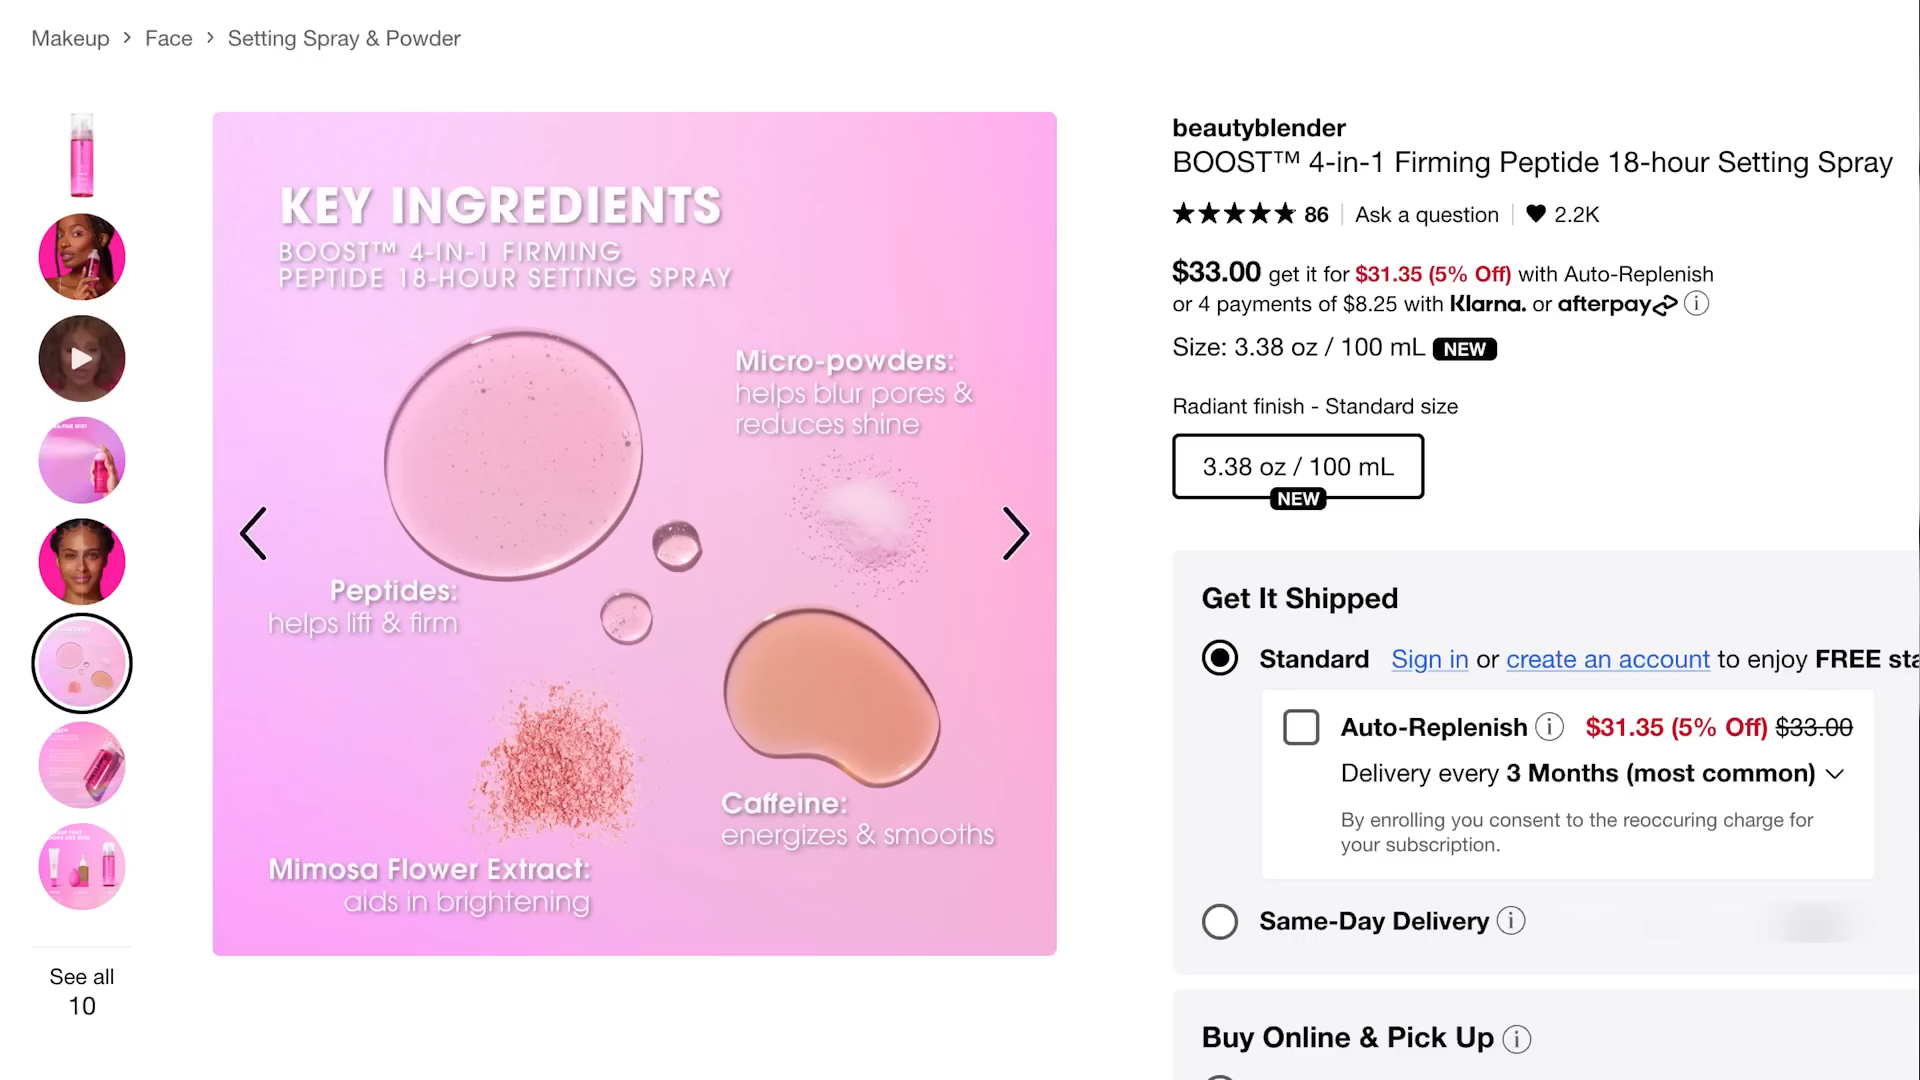 Makeup > Face > Setting Spray & Powder
KEY INGREDIENTS
BOOST™ 4-IN-1 FIRMING
PEPTIDE 18-HOUR SETTING SPRAY
Micro-powders:
helps blur pores &
reduces shine
Peptides:
helps lift & firm
Caffeine:
energizes & smooths
Mimosa Flower Extract:
aids in brightening
See all
10
beautyblender
BOOST™ 4-in-1 Firming Peptide 18-hour Setting Spray
86 | Ask a question | 2.2K
$33.00 get it for $31.35 (5% Off) with Auto-Replenish
or 4 payments of $8.25 with Klarna. or afterpay
Size: 3.38 oz / 100 mL NEW
Radiant finish - Standard size
3.38 oz / 100 mL
NEW
Get It Shipped
Standard Sign in or create an account to enjoy FREE sta
Auto-Replenish $31.35 (5% Off) $33.00
Delivery every 3 Months (most common)
By enrolling you consent to the reoccuring charge for
your subscription.
Same-Day Delivery
Buy Online & Pick Up